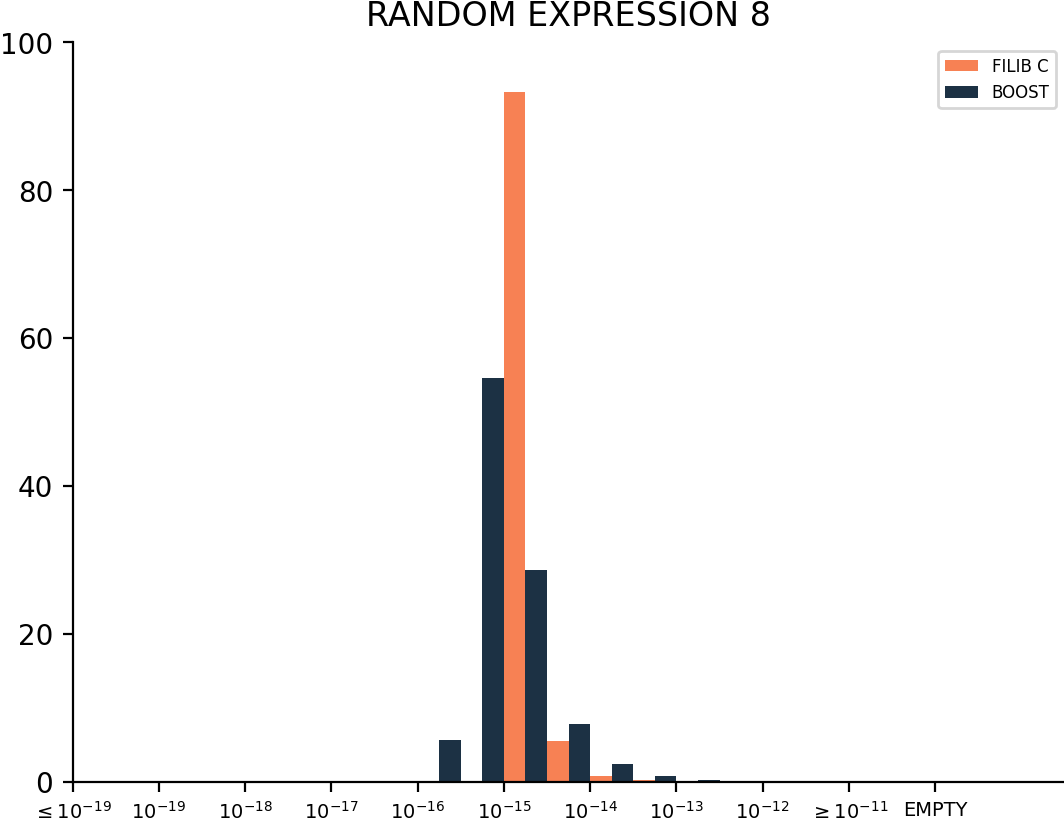 RANDOM EXPRESSION 8
100
80
60
40
20
0
FILIB C
BOOST
≤ 10⁻¹⁹ 10⁻¹⁹ 10⁻¹⁸ 10⁻¹⁷ 10⁻¹⁶ 10⁻¹⁵ 10⁻¹⁴ 10⁻¹³ 10⁻¹² ≥ 10⁻¹¹ EMPTY